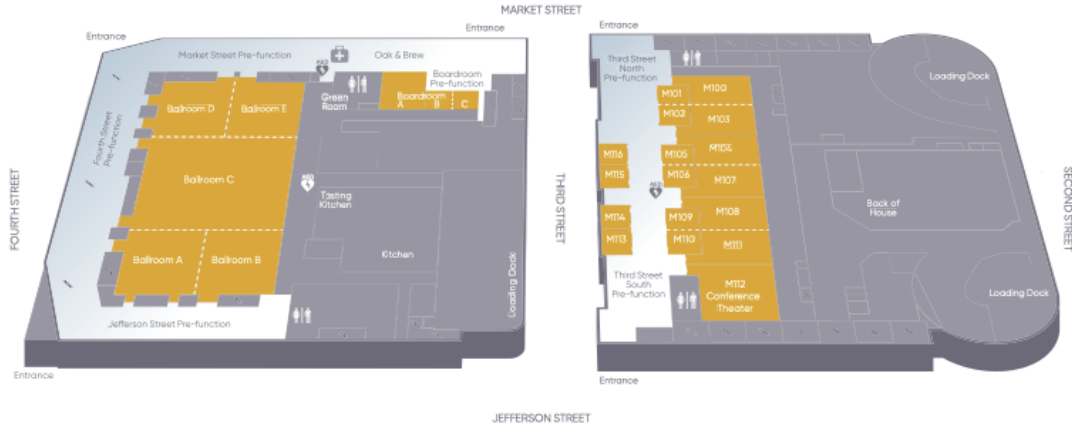 MARKET STREET
Entrance
Entrance
Entrance
Market Street Pre-function
Oak & Brew
AED
Boardroom
Pre-function
Green
Room
Boardroom
A
B
C
Ballroom D
Ballroom E
Fourth Street
Pre-function
Ballroom C
AED
Tasting
Kitchen
Ballroom A
Ballroom B
Kitchen
Loading Dock
Jefferson Street Pre-function
Entrance
FOURTH STREET
THIRD STREET
Third Street
North
Pre-function
M101
M100
M102
M103
M104
M116
M105
M115
M106
M107
AED
M114
M109
M108
M113
M110
M111
Third Street
South
Pre-function
M112
Conference
Theater
Loading Dock
Back of
House
Loading Dock
SECOND STREET
Entrance
JEFFERSON STREET